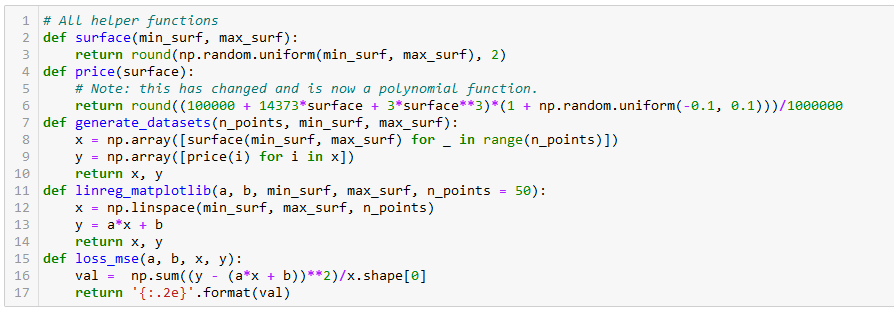 1 # All helper functions
2 def surface(min_surf, max_surf):
3     return round(np.random.uniform(min_surf, max_surf), 2)
4 def price(surface):
5     # Note: this has changed and is now a polynomial function.
6     return round((100000 + 14373*surface + 3*surface**3)*(1 + np.random.uniform(-0.1, 0.1)))/1000000
7 def generate_datasets(n_points, min_surf, max_surf):
8     x = np.array([surface(min_surf, max_surf) for _ in range(n_points)])
9     y = np.array([price(i) for i in x])
10     return x, y
11 def linreg_matplotlib(a, b, min_surf, max_surf, n_points = 50):
12     x = np.linspace(min_surf, max_surf, n_points)
13     y = a*x + b
14     return x, y
15 def loss_mse(a, b, x, y):
16     val =  np.sum((y - (a*x + b))**2)/x.shape[0]
17     return '{:.2e}'.format(val)